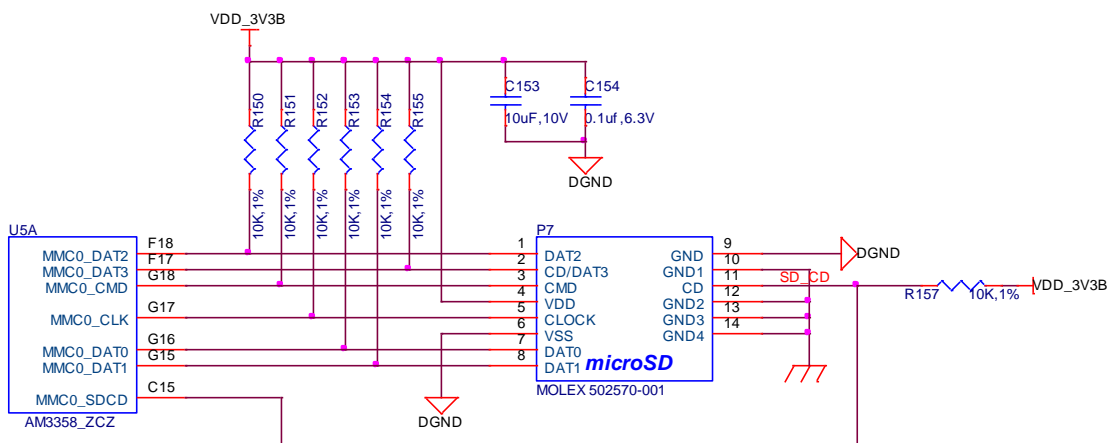 VDD_3V3B
R150
R151
R152
R153
R154
R155
10K,1%
10K,1%
10K,1%
10K,1%
10K,1%
10K,1%
C153
10uF,10V
C154
0.1uf,6.3V
DGND
U5A
MMC0_DAT2 F18
MMC0_DAT3 F17
MMC0_CMD G18
MMC0_CLK G17
MMC0_DAT0 G16
MMC0_DAT1 G15
MMC0_SDCD C15
AM3358_ZCZ
DGND
P7
1 DAT2
2 CD/DAT3
3 CMD
4 VDD
5 CLOCK
6 VSS
7 DAT0
8 DAT1
GND 9
GND1 10
CD 11
GND2 12
GND3 13
GND4 14
microSD
MOLEX 502570-001
DGND
SD_CD
R157
10K,1%
VDD_3V3B